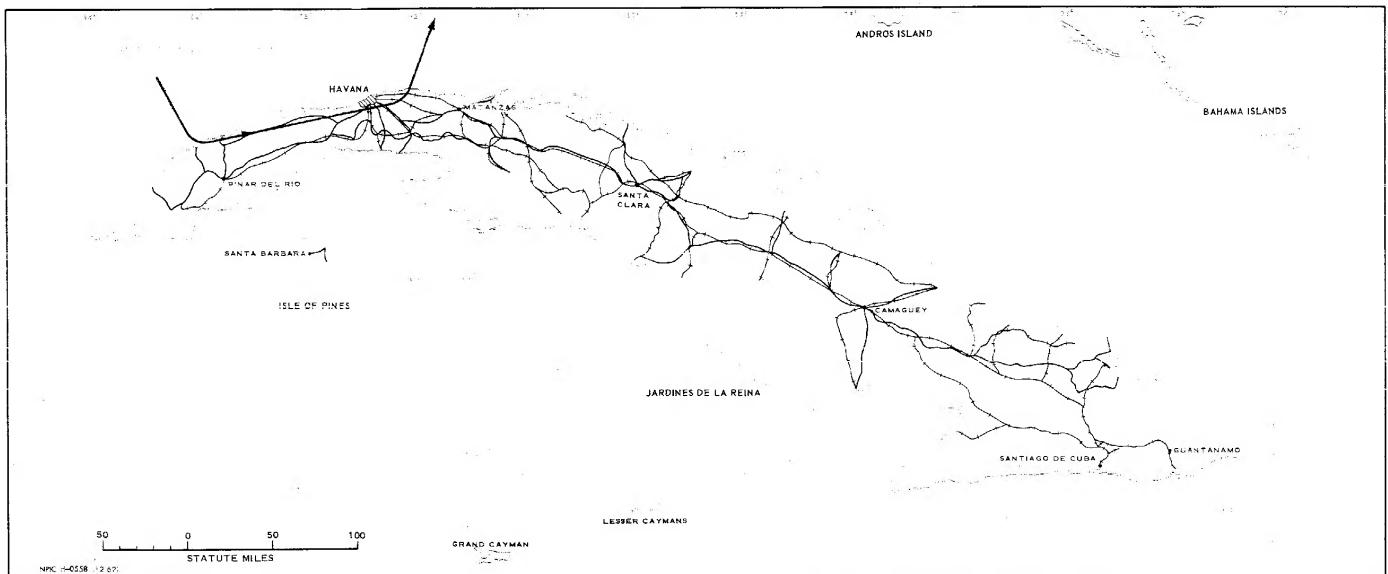 ANDROS ISLAND
HAVANA
MATANZAS
BAHAMA ISLANDS
PINAR DEL RIO
SANTA
CLARA
SANTA BARBARA
ISLE OF PINES
CAMAGUEY
JARDINES DE LA REINA
SANTIAGO DE CUBA
GUANTANAMO
LESSER CAYMANS
50 0 50 100
STATUTE MILES
GRAND CAYMAN
NPIC